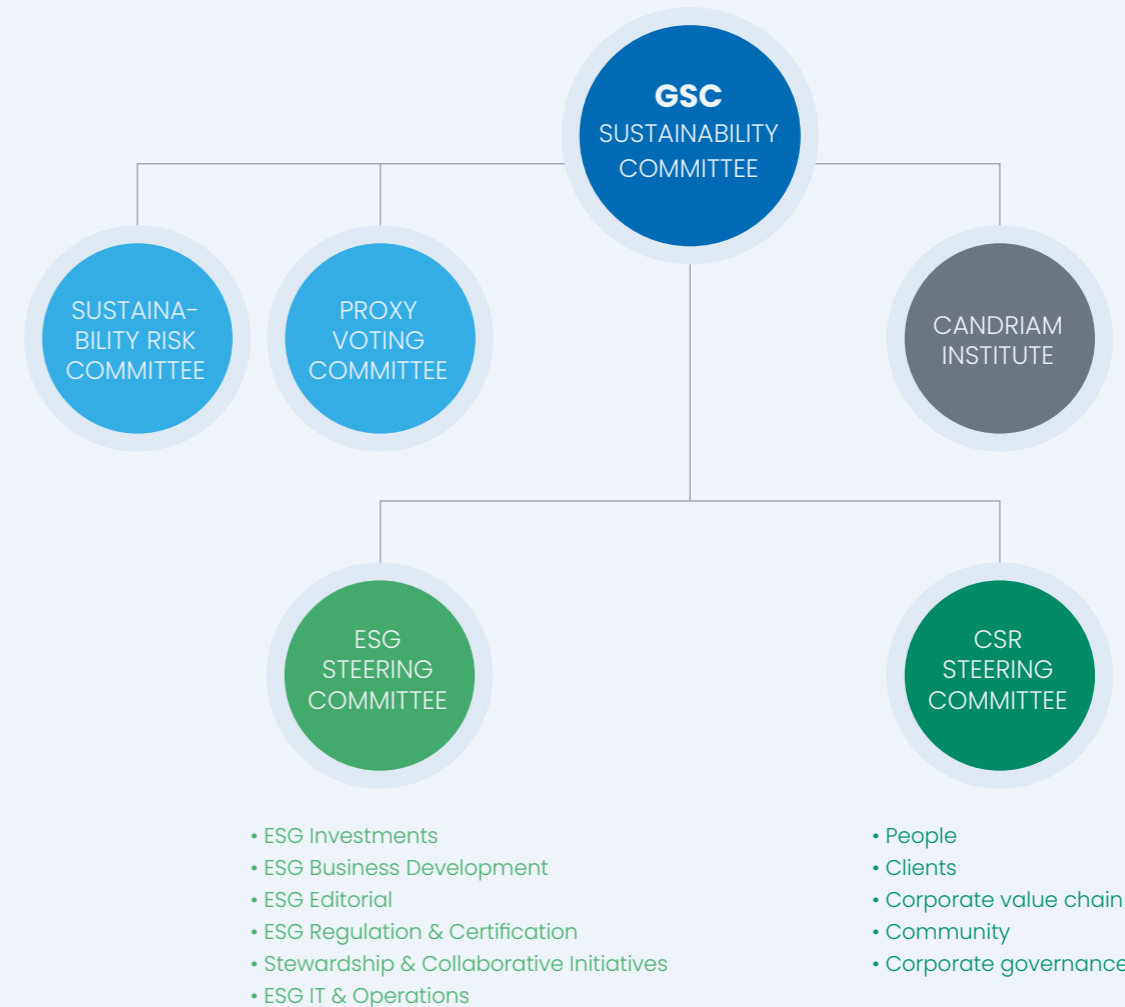 GSC
SUSTAINABILITY
COMMITTEE
SUSTAINA-
BILITY RISK
COMMITTEE
PROXY
VOTING
COMMITTEE
CANDRIAM
INSTITUTE
ESG
STEERING
COMMITTEE
CSR
STEERING
COMMITTEE
• ESG Investments
• ESG Business Development
• ESG Editorial
• ESG Regulation & Certification
• Stewardship & Collaborative Initiatives
• ESG IT & Operations
• People
• Clients
• Corporate value chain
• Community
• Corporate governance